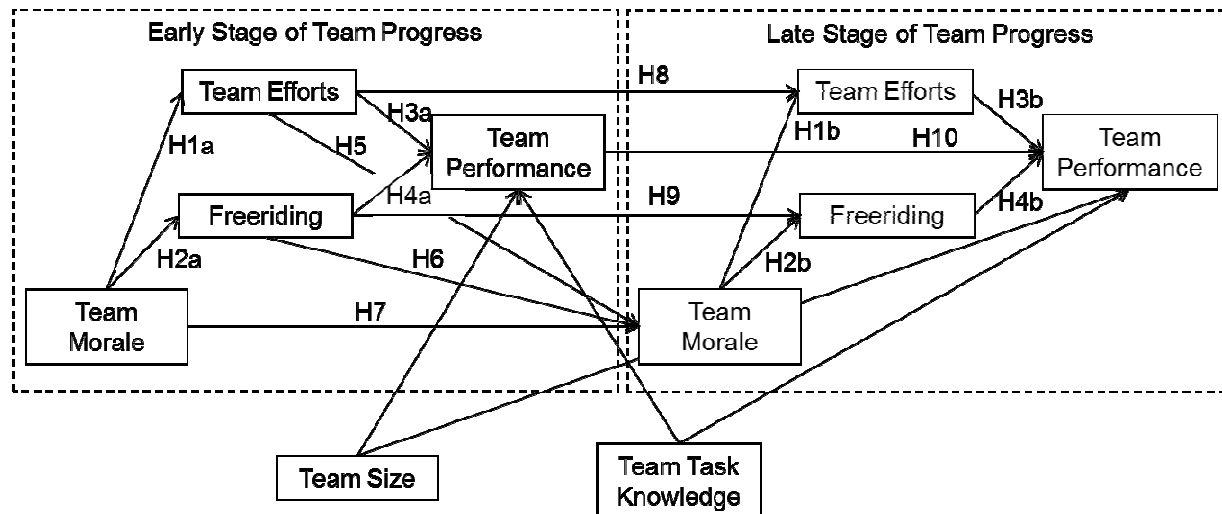 Early Stage of Team Progress
Late Stage of Team Progress
Team Efforts
H8
Team Efforts
H3a
H3b
H1a
H5
Team
Performance
H1b
H10
Team
Performance
H4a
H4b
Freeriding
H9
Freeriding
H2a
H6
H2b
Team
Morale
H7
Team
Morale
Team Size
Team Task
Knowledge